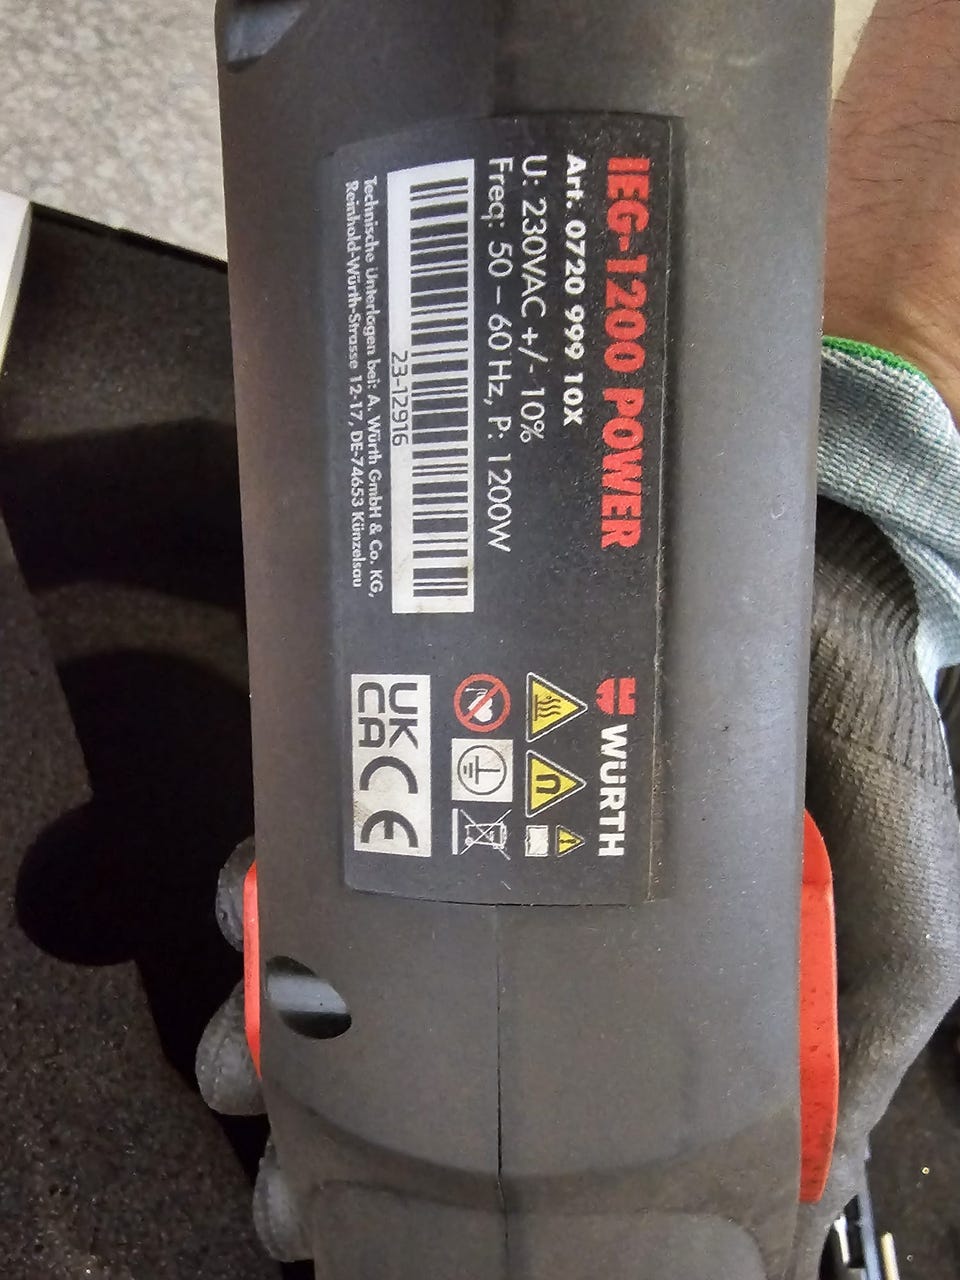 IEG-1200 POWER
Art. 0720 999 10X
U: 230VAC +/- 10%
Freq: 50 – 60 Hz, P: 1200W
23-12916
Technische Unterlagen bei: A. Würth GmbH & Co. KG,
Reinhold-Würth-Strasse 12-17, DE-74653 Künzelsau
WÜRTH
UK
CA
CE